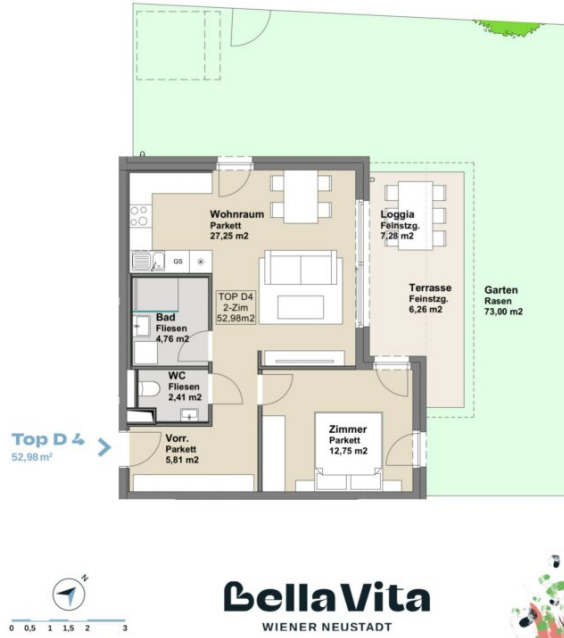 Wohnraum
Parkett
27,25 m2
Loggia
Feinstzg.
7,28 m2
GS
TOP D4
2-Zim
52,98m2
Terrasse
Feinstzg.
6,26 m2
Garten
Rasen
73,00 m2
Bad
Fliesen
4,76 m2
WC
Fliesen
2,41 m2
Top D 4
52,98 m²
Vorr.
Parkett
5,81 m2
Zimmer
Parkett
12,75 m2
N
0 0,5 1 1,5 2 3
BellaVita
WIENER NEUSTADT